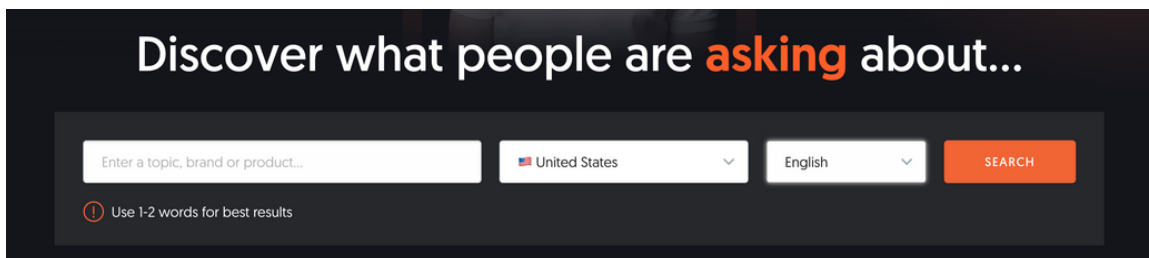 Discover what people are asking about...
Enter a topic, brand or product...
United States
English
SEARCH
! Use 1-2 words for best results